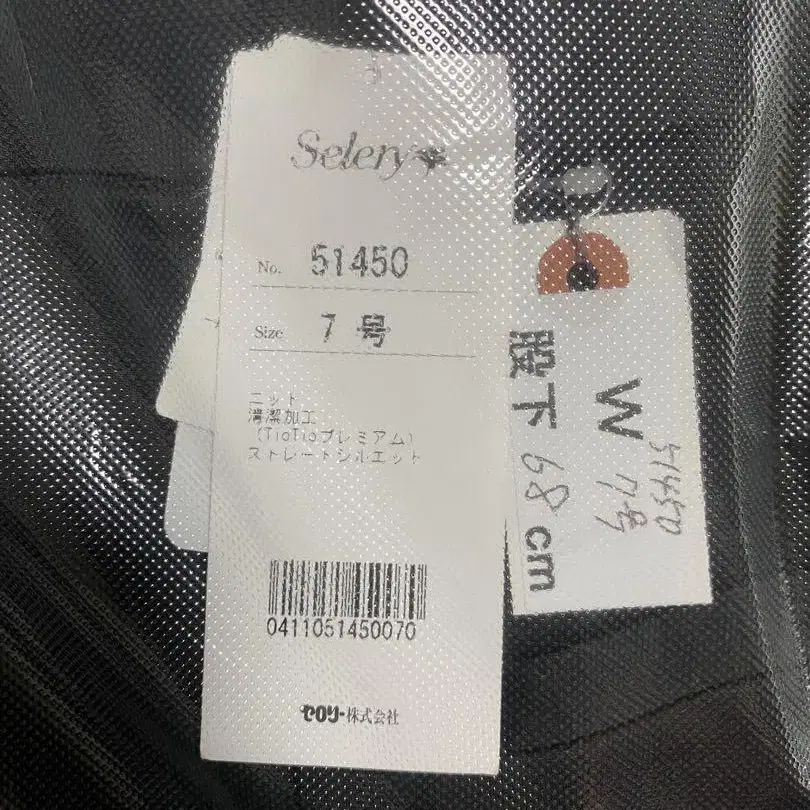 Selery
No. 51450
Size 7 号
ニット
清潔加工
(TioTioプレミアム)
ストレートシルエット
0411051450070
セロリー株式会社
股下 68 cm
W 7号
51450